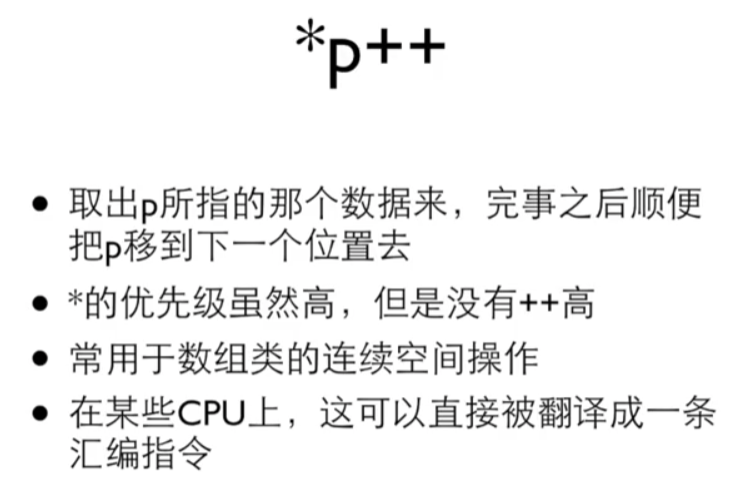 *p++
● 取出p所指的那个数据来，完事之后顺便
把p移到下一个位置去
● *的优先级虽然高，但是没有++高
● 常用于数组类的连续空间操作
● 在某些CPU上，这可以直接被翻译成一条
汇编指令